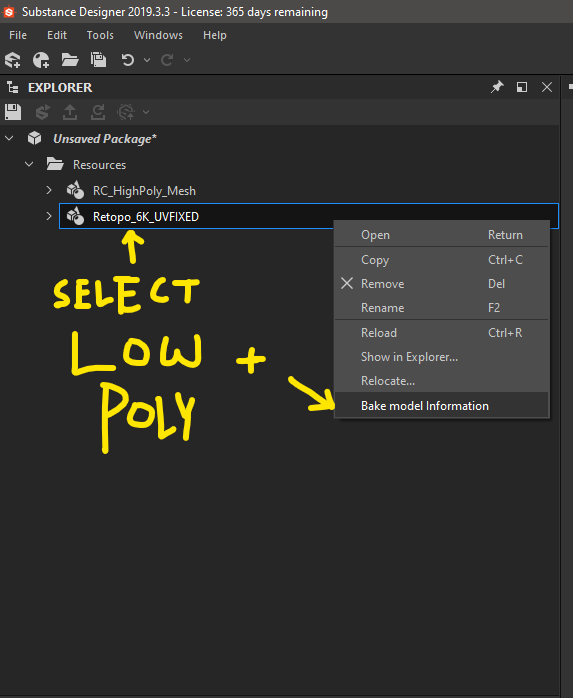 Substance Designer 2019.3.3 - License: 365 days remaining
File Edit Tools Windows Help
EXPLORER
Unsaved Package*
Resources
RC_HighPoly_Mesh
Retopo_6K_UVFIXED
Open Return
Copy Ctrl+C
Remove Del
Rename F2
Reload Ctrl+R
Show in Explorer...
Relocate...
Bake model Information
SELECT
LOW +
POLY